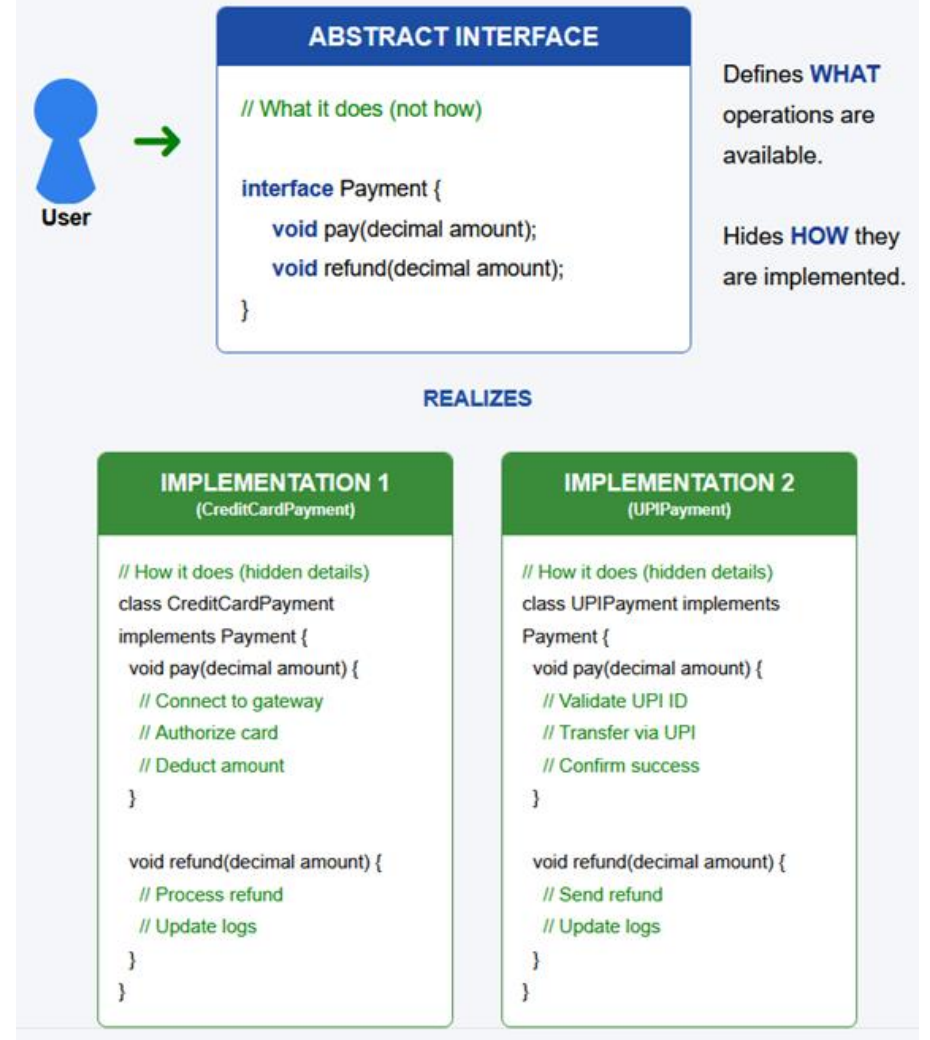 ABSTRACT INTERFACE
// What it does (not how)
interface Payment {
void pay(decimal amount);
void refund(decimal amount);
}
User
Defines WHAT
operations are
available.
Hides HOW they
are implemented.
REALIZES
IMPLEMENTATION 1
(CreditCardPayment)
// How it does (hidden details)
class CreditCardPayment
implements Payment {
void pay(decimal amount) {
// Connect to gateway
// Authorize card
// Deduct amount
}
void refund(decimal amount) {
// Process refund
// Update logs
}
}
IMPLEMENTATION 2
(UPIPayment)
// How it does (hidden details)
class UPIPayment implements
Payment {
void pay(decimal amount) {
// Validate UPI ID
// Transfer via UPI
// Confirm success
}
void refund(decimal amount) {
// Send refund
// Update logs
}
}